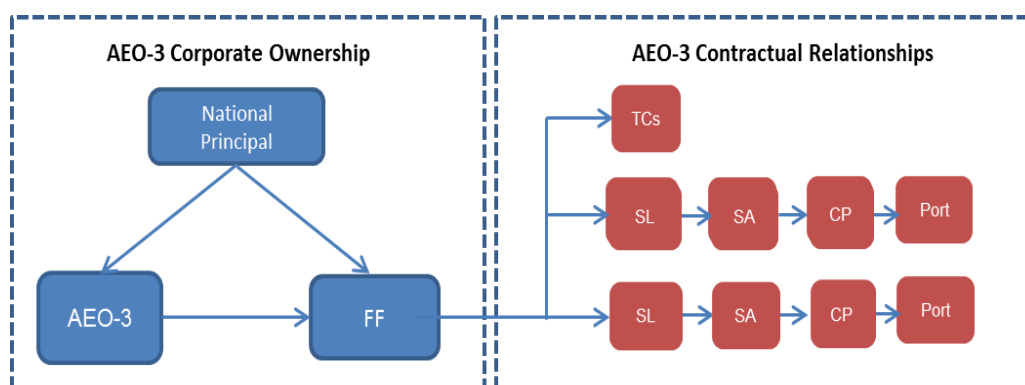 AEO-3 Corporate Ownership
National
Principal
AEO-3
FF
AEO-3 Contractual Relationships
TCs
SL
SA
CP
Port
SL
SA
CP
Port